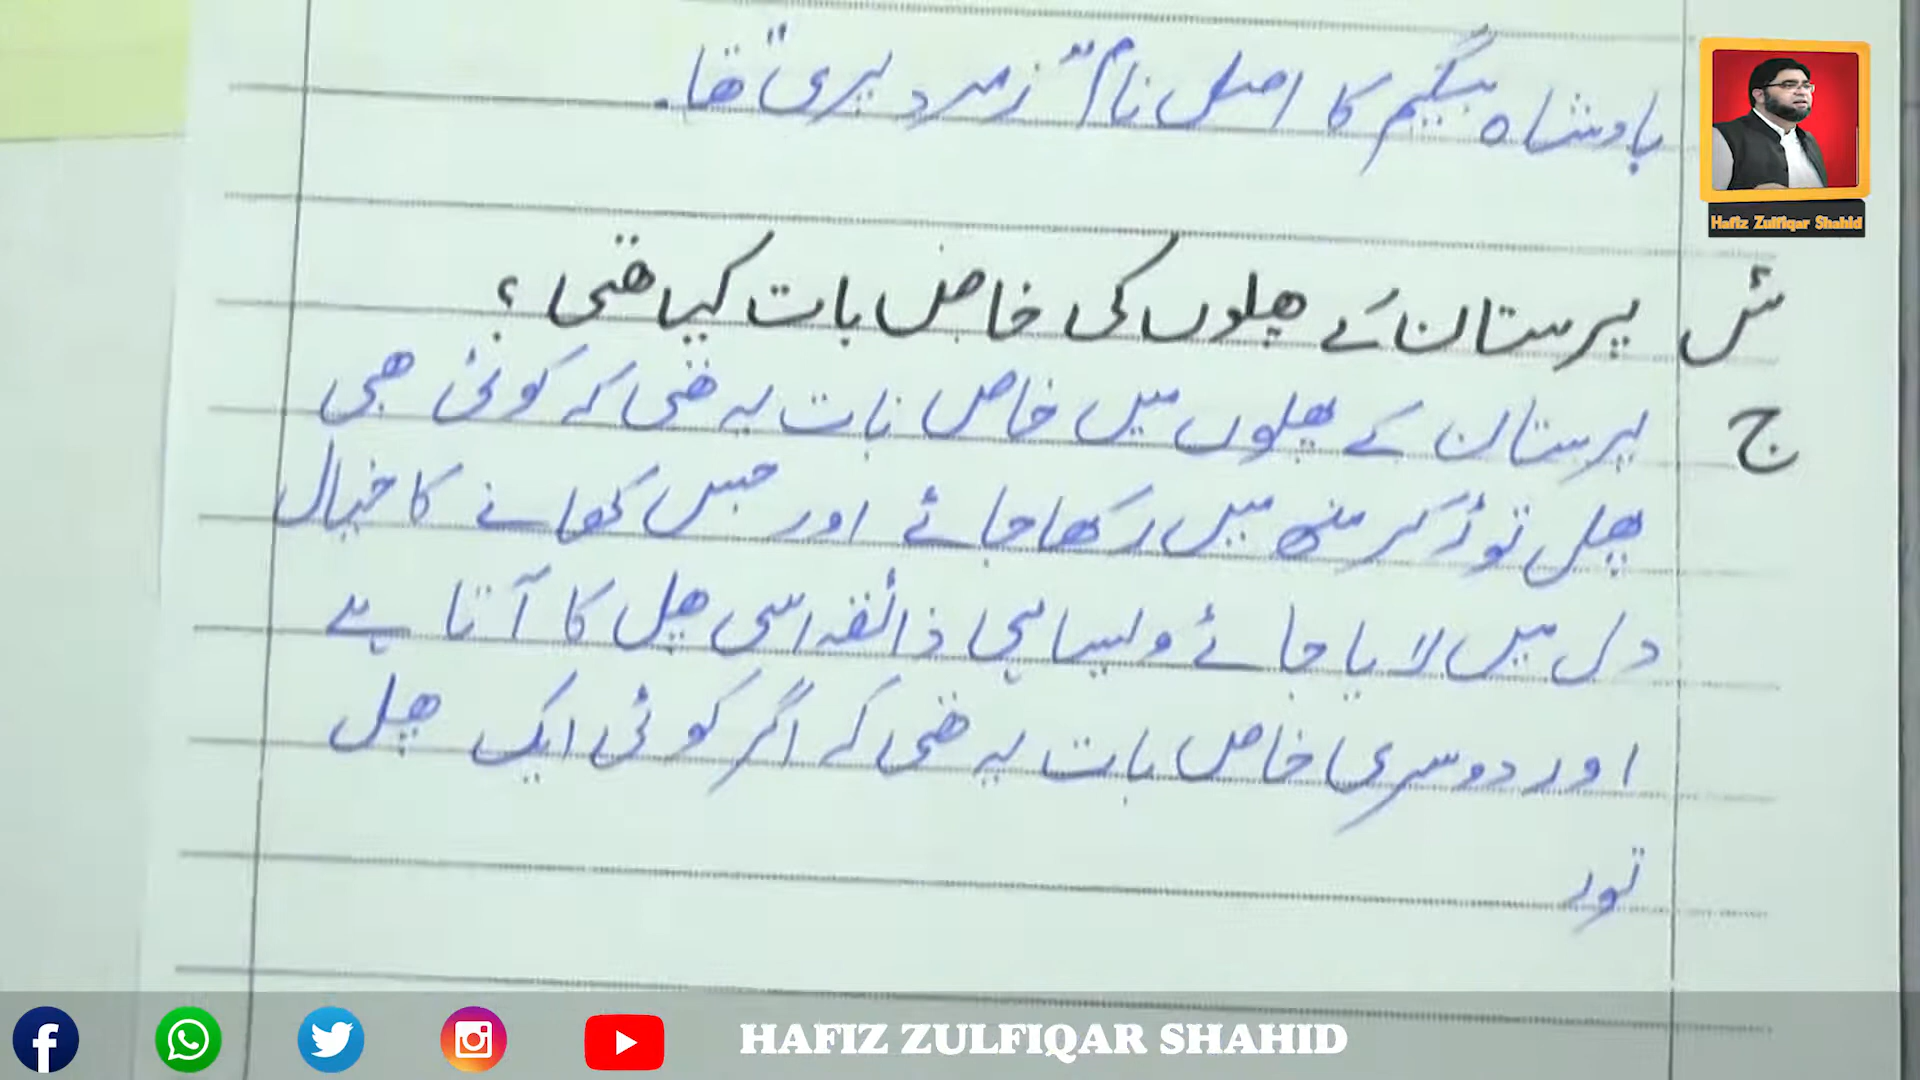 بادشاہ بیگم کا اصل نام "زمرد پری" تھا۔
Hafiz Zulfiqar Shahid
س پرستان کے پھلوں کی خاص بات کیا تھی؟
ج پرستان کے پھلوں میں خاص بات یہ تھی کہ کوئی بھی
پھل توڑ کر منھ میں رکھا جائے اور جس کھانے کا خیال
دل میں لایا جائے ویسا ہی ذائقہ اسی پھل کا آتا ہے
اور دوسری خاص بات یہ تھی کے اگر کوئی ایک پھل
تور
HAFIZ ZULFIQAR SHAHID